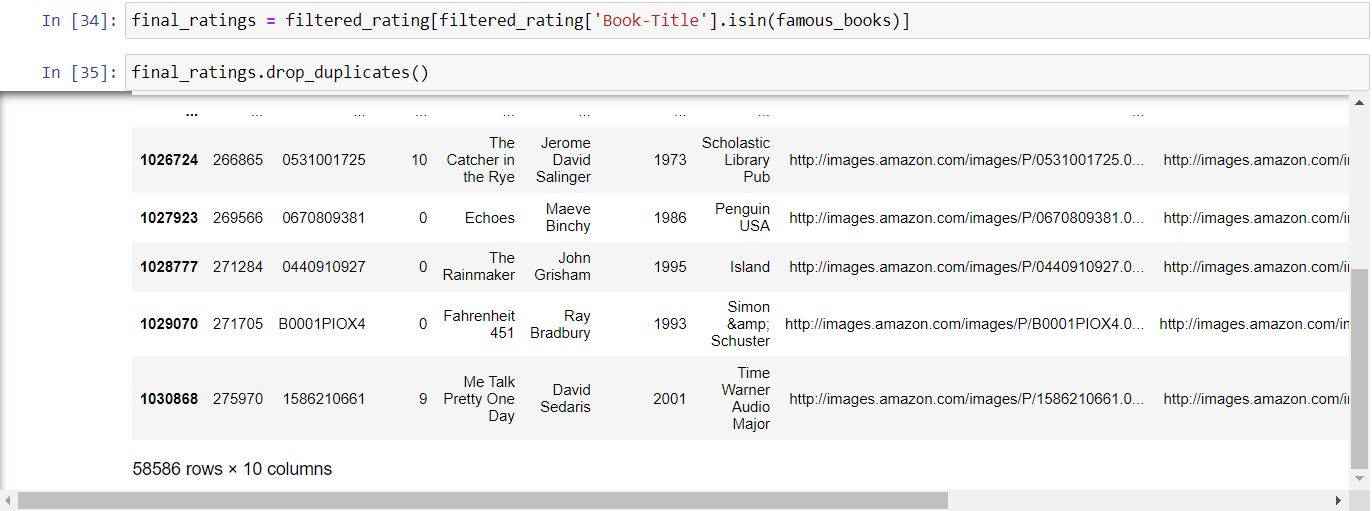 In [34]: final_ratings = filtered_rating[filtered_rating['Book-Title'].isin(famous_books)]
In [35]: final_ratings.drop_duplicates()
... ... ... ... ... ... ... ... ...
1026724 266865 0531001725 10 The Catcher in the Rye Jerome David Salinger 1973 Scholastic Library Pub http://images.amazon.com/images/P/0531001725.0... http://images.amazon.com/i
1027923 269566 0670809381 0 Echoes Maeve Binchy 1986 Penguin USA http://images.amazon.com/images/P/0670809381.0... http://images.amazon.com/i
1028777 271284 0440910927 0 The Rainmaker John Grisham 1995 Island http://images.amazon.com/images/P/0440910927.0... http://images.amazon.com/i
1029070 271705 B0001PIOX4 0 Fahrenheit 451 Ray Bradbury 1993 Simon &amp; Schuster http://images.amazon.com/images/P/B0001PIOX4.0... http://images.amazon.com/i
1030868 275970 1586210661 9 Me Talk Pretty One Day David Sedaris 2001 Time Warner Audio Major http://images.amazon.com/images/P/1586210661.0... http://images.amazon.com/i
58586 rows × 10 columns